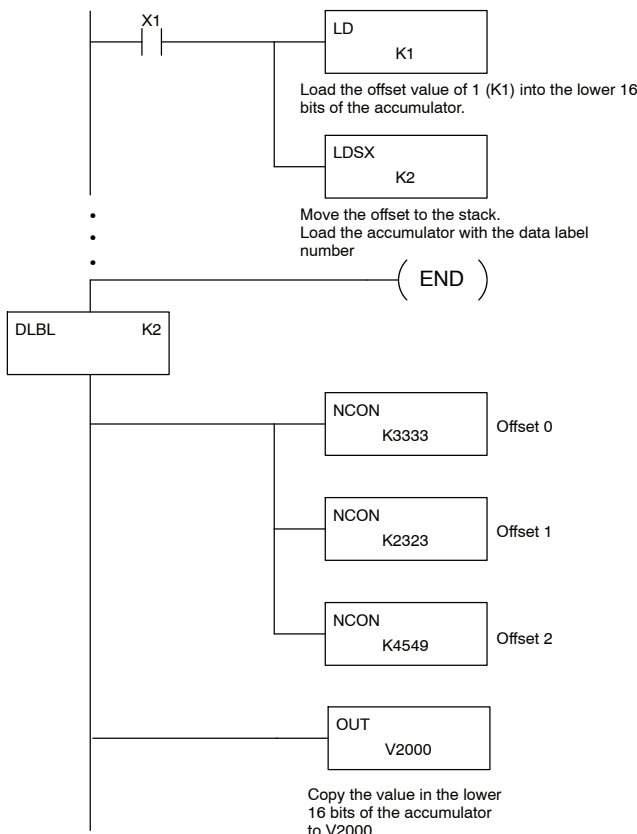 X1
LD
K1
Load the offset value of 1 (K1) into the lower 16
bits of the accumulator.
LDSX
K2
Move the offset to the stack.
Load the accumulator with the data label
number
END
DLBL K2
NCON
K3333
Offset 0
NCON
K2323
Offset 1
NCON
K4549
Offset 2
OUT
V2000
Copy the value in the lower
16 bits of the accumulator
to V2000